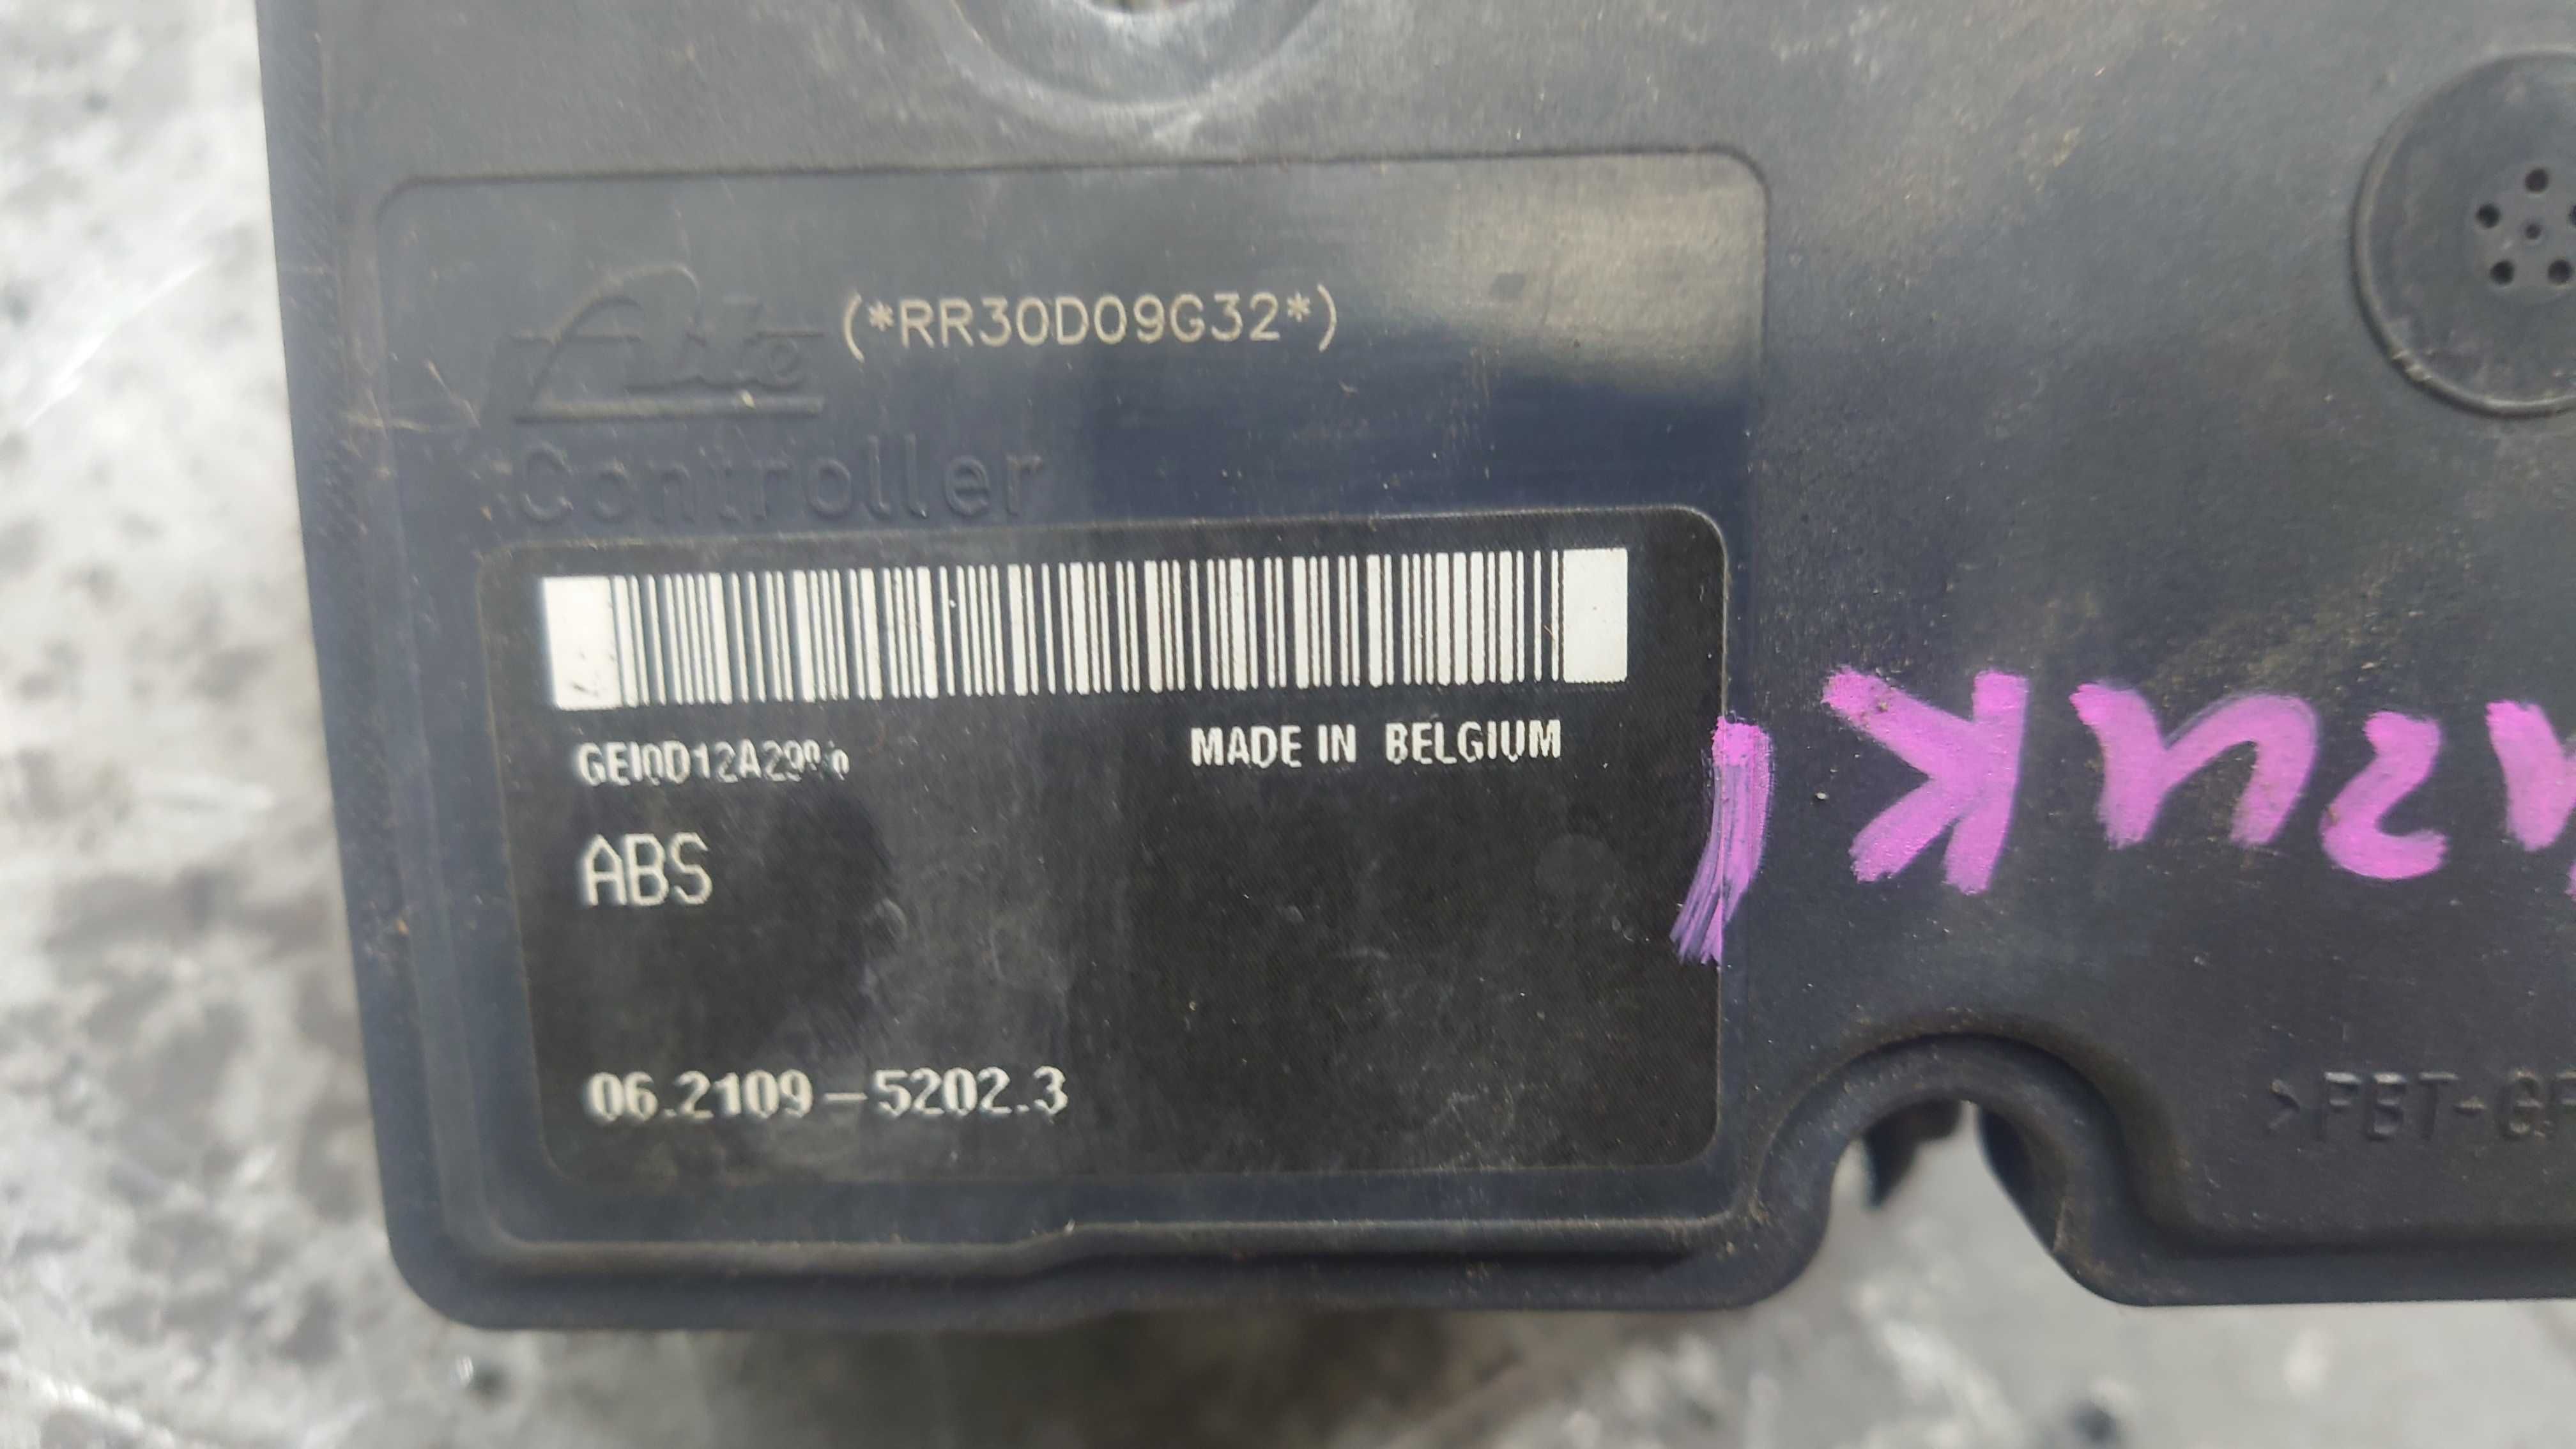 Ate
(*RR30D09G32*)
Controller
MADE IN BELGIUM
ABS
06.2109-5202.3